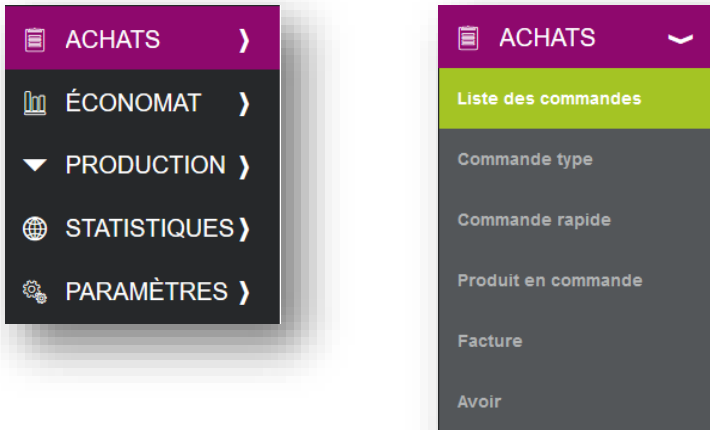 ACHATS
ÉCONOMAT
PRODUCTION
STATISTIQUES
PARAMÈTRES
ACHATS
Liste des commandes
Commande type
Commande rapide
Produit en commande
Facture
Avoir